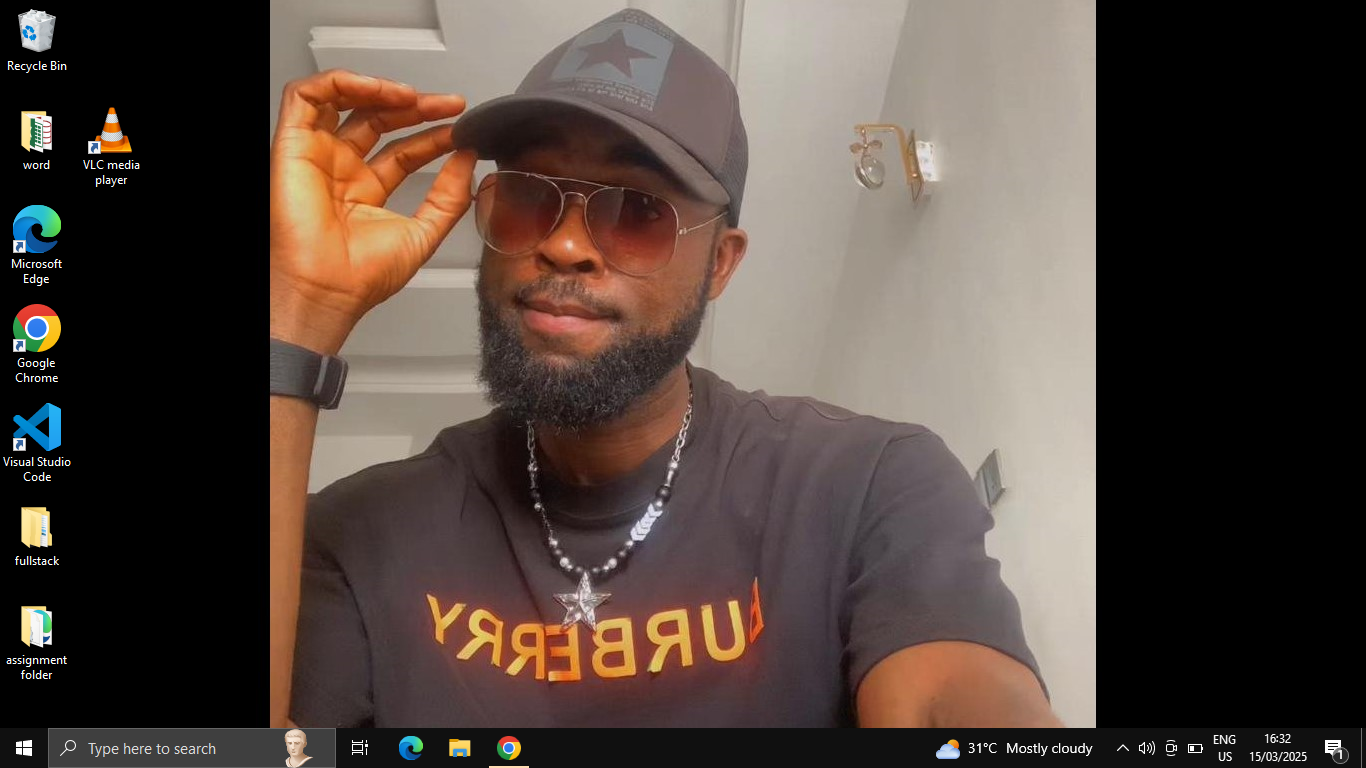 Recycle Bin
word
VLC media
player
Microsoft
Edge
Google
Chrome
Visual Studio
Code
fullstack
assignment
folder
BURBERRY
Type here to search
31°C Mostly cloudy
ENG
US
16:32
15/03/2025
1